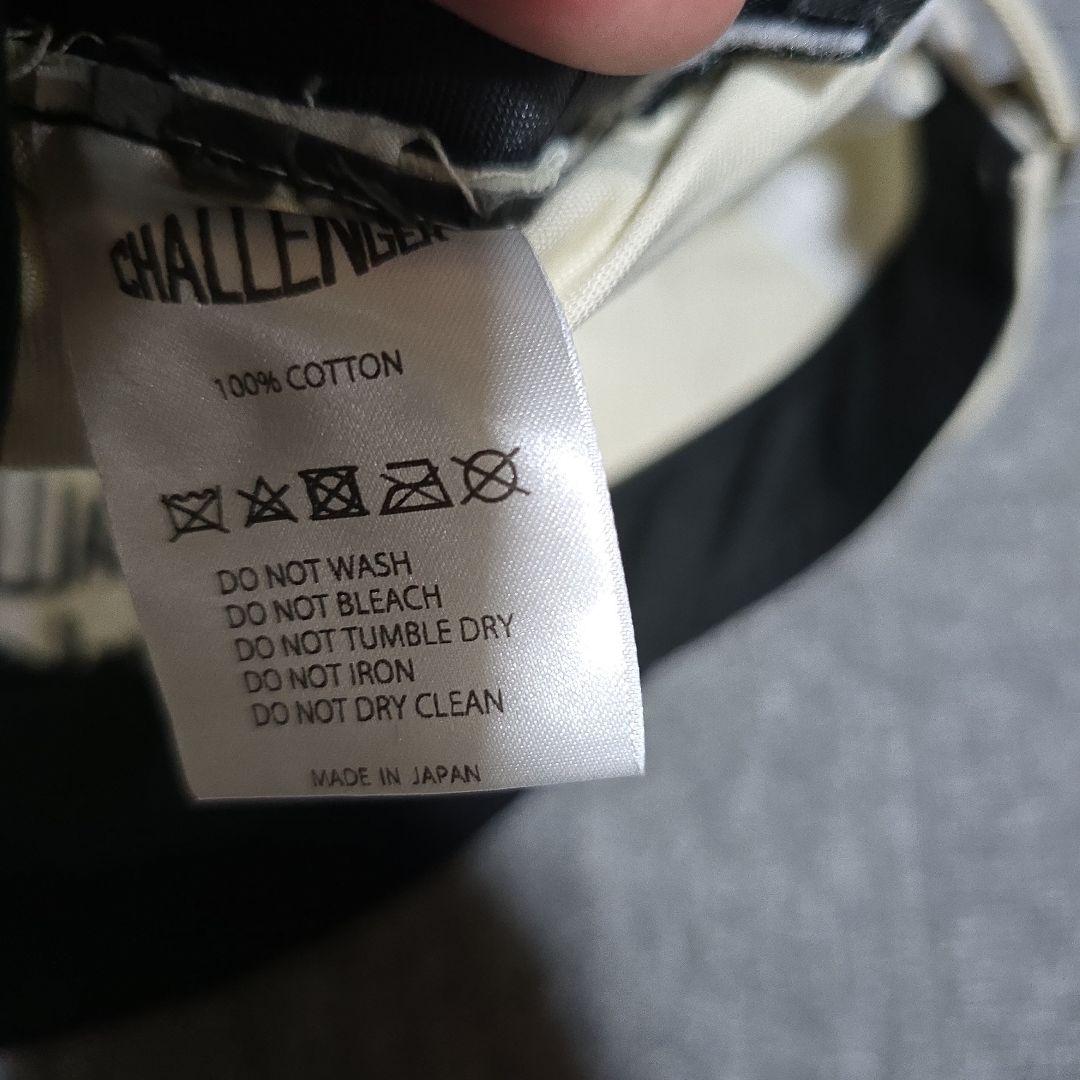 CHALLENGER
100% COTTON
DO NOT WASH
DO NOT BLEACH
DO NOT TUMBLE DRY
DO NOT IRON
DO NOT DRY CLEAN
MADE IN JAPAN